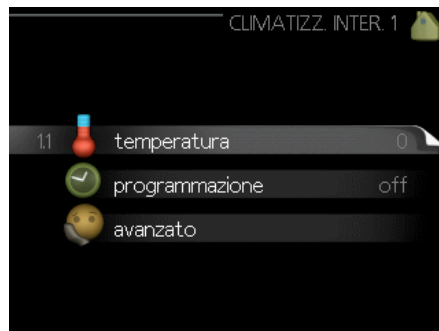 CLIMATIZZ. INTER. 1
1.1 temperatura 0
programmazione off
avanzato